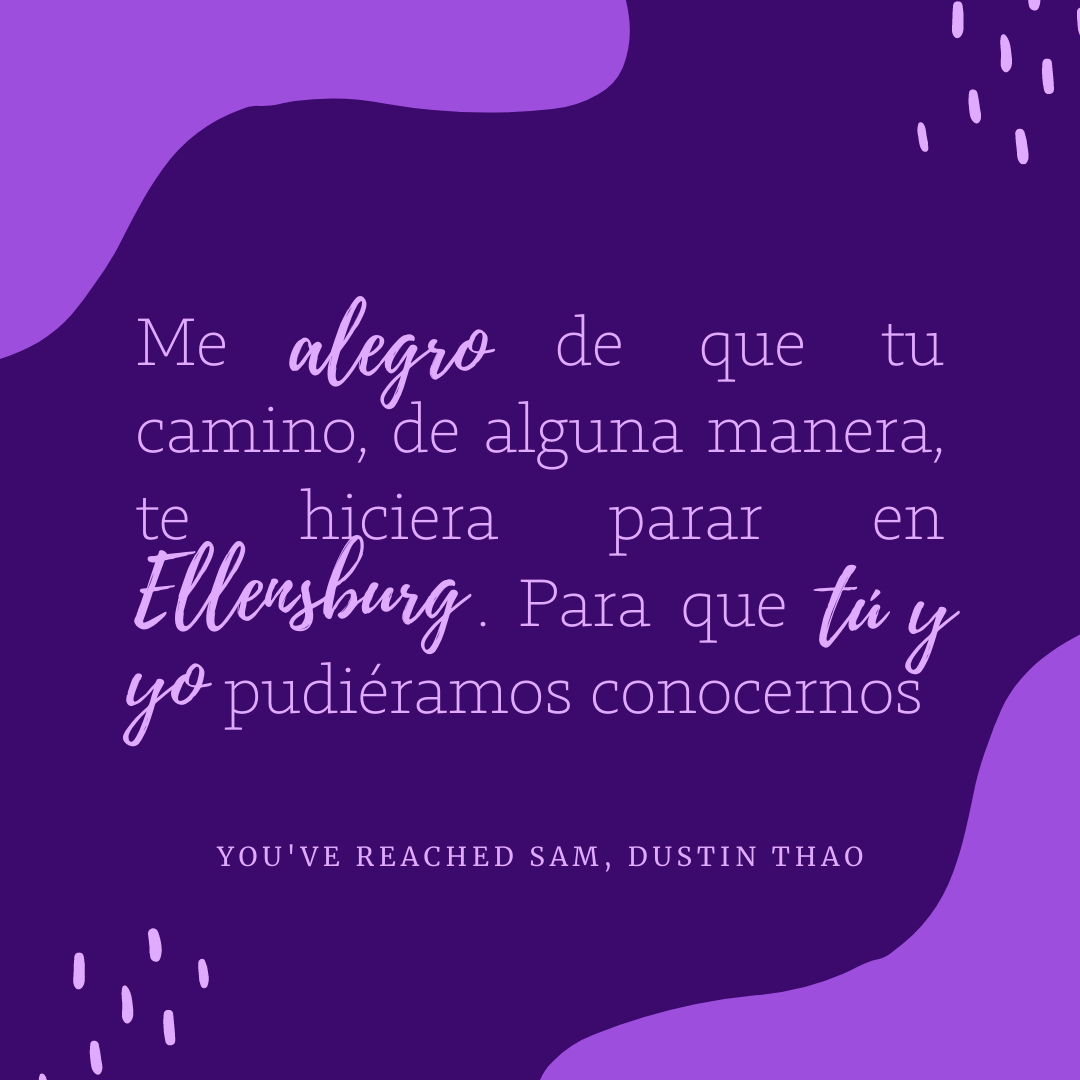 Me alegro de que tu
camino, de alguna manera,
te hiciera parar en
Ellensburg. Para que tú y
yo pudiéramos conocernos
YOU'VE REACHED SAM, DUSTIN THAO